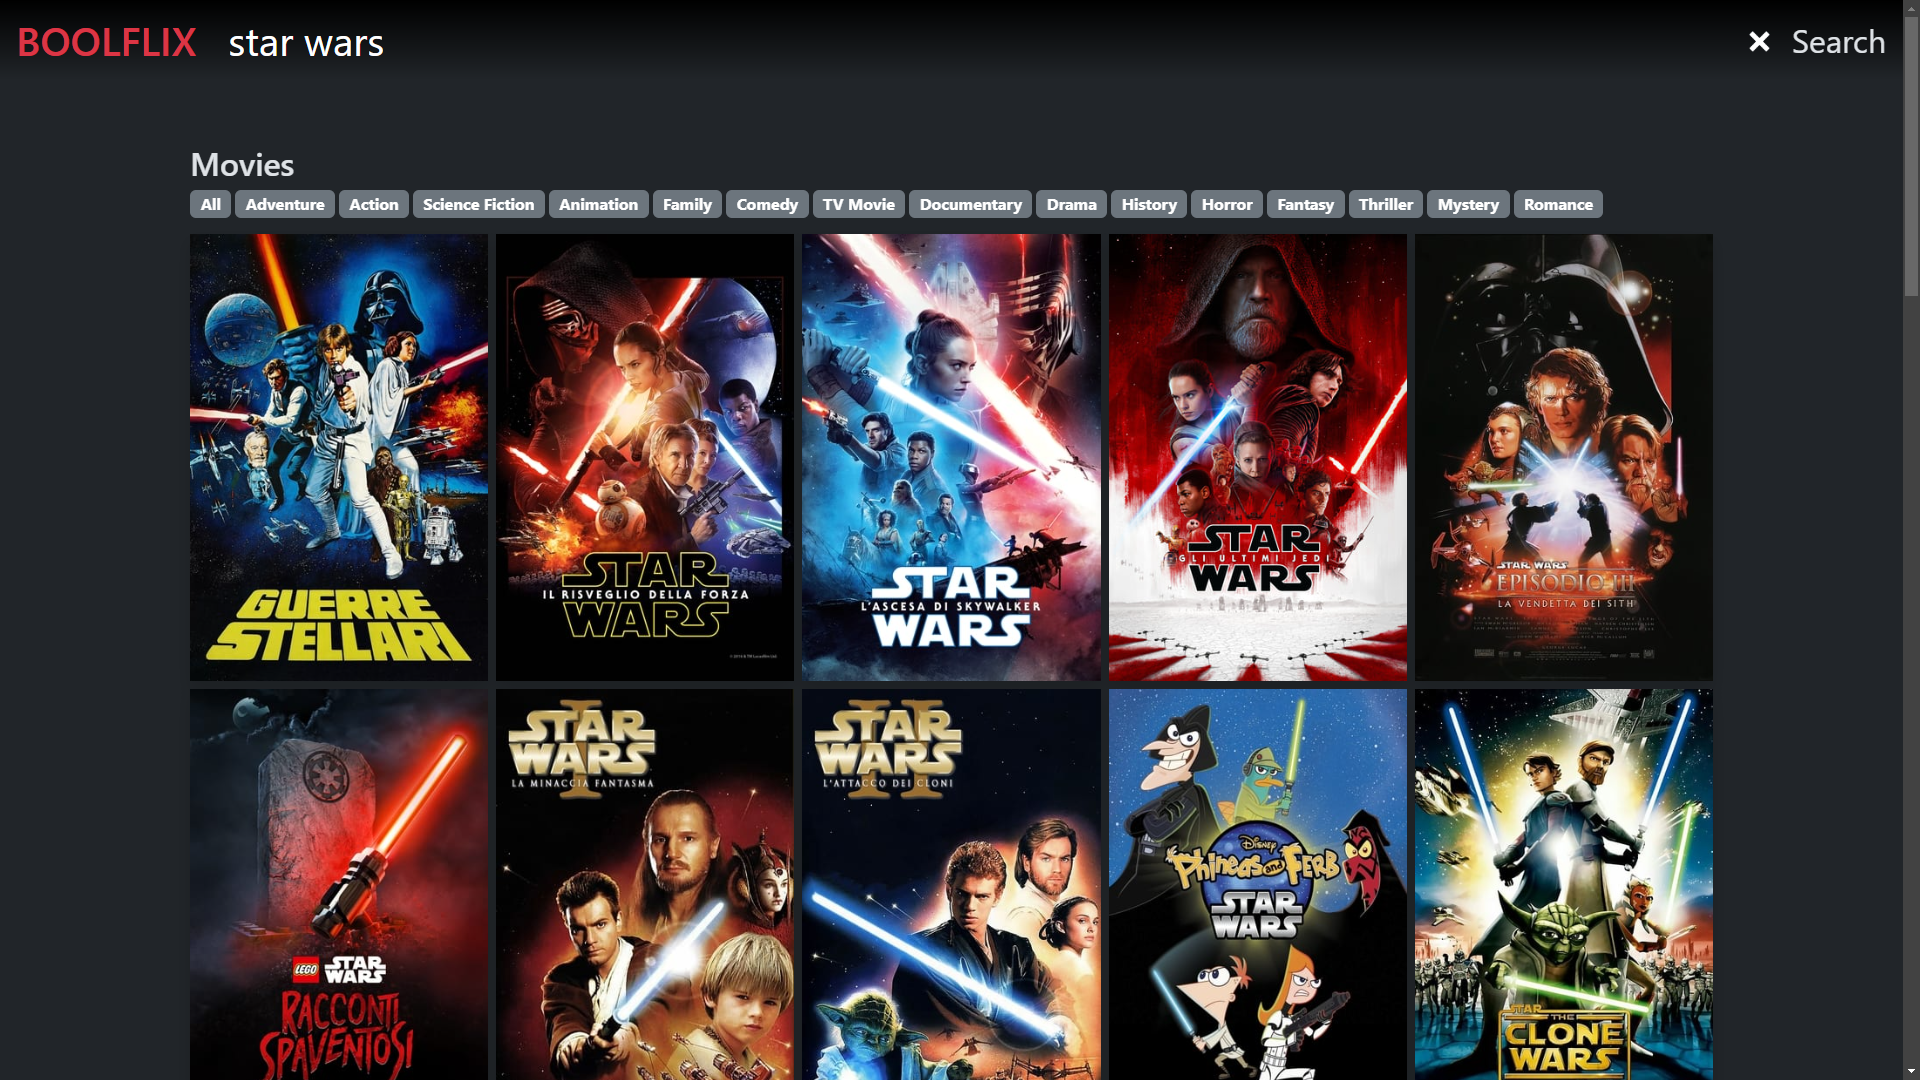 BOOLFLIX star wars Search
Movies
All Adventure Action Science Fiction Animation Family Comedy TV Movie Documentary Drama History Horror Fantasy Thriller Mystery Romance
GUERRE
STELLARI
STAR
IL RISVEGLIO DELLA FORZA
WARS
STAR
L'ASCESA DI SKYWALKER
WARS
STAR
GLI ULTIMI JEDI
WARS
STAR WARS
EPISODIO III
LA VENDETTA DEI SITH
LEGO STAR WARS
RACCONTI
SPAVENTOSI
I
STAR
WARS
LA MINACCIA FANTASMA
II
STAR
WARS
L'ATTACCO DEI CLONI
Disney
Phineas and Ferb
STAR
WARS
STAR
THE
CLONE
WARS